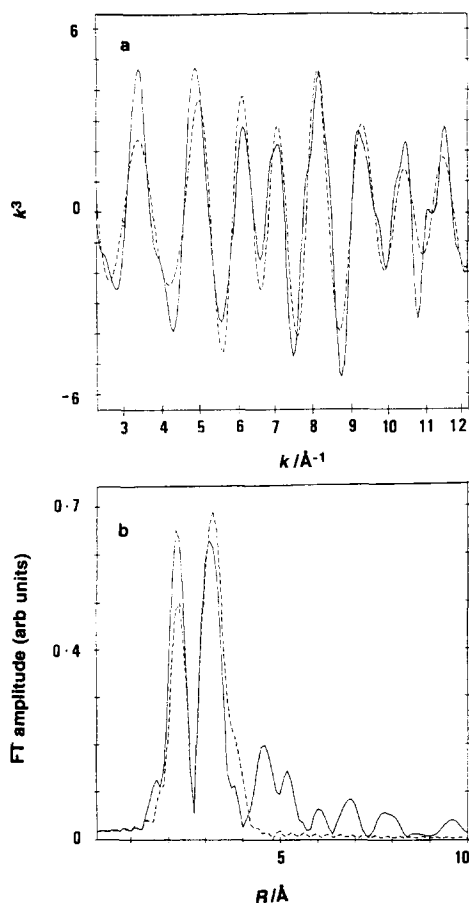 a
6
0
-6
k³
3 4 5 6 7 8 9 10 11 12
k/Å⁻¹
b
0·7
0·4
0
FT amplitude (arb units)
5 10
R/Å